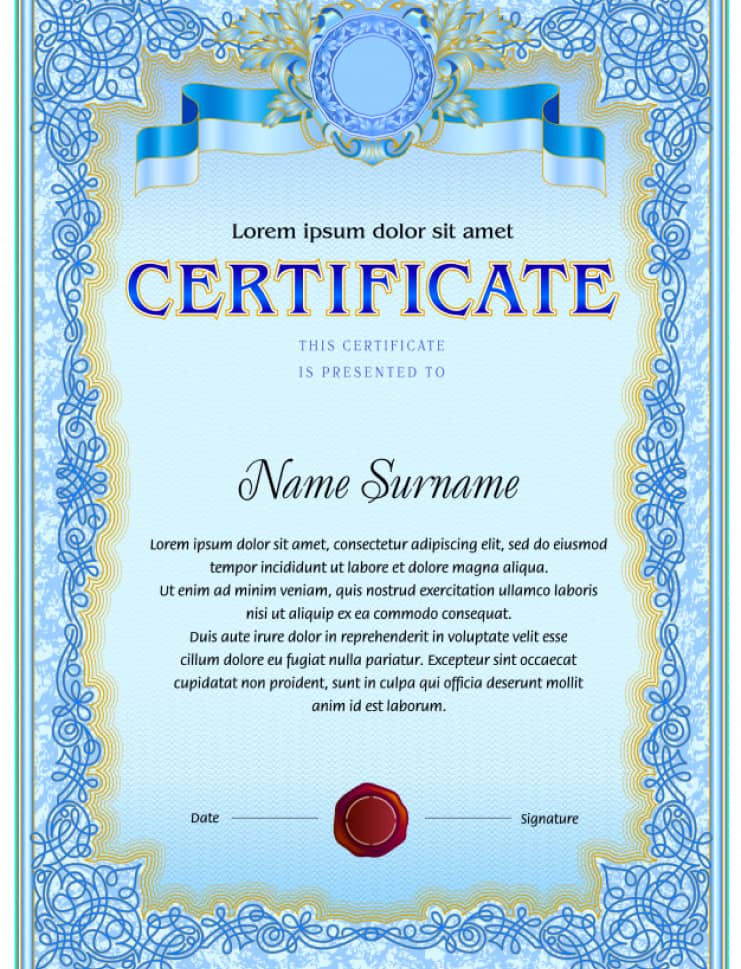 Lorem ipsum dolor sit amet
CERTIFICATE
THIS CERTIFICATE
IS PRESENTED TO
Name Surname
Lorem ipsum dolor sit amet, consectetur adipiscing elit, sed do eiusmod
tempor incididunt ut labore et dolore magna aliqua.
Ut enim ad minim veniam, quis nostrud exercitation ullamco laboris
nisi ut aliquip ex ea commodo consequat.
Duis aute irure dolor in reprehenderit in voluptate velit esse
cillum dolore eu fugiat nulla pariatur. Excepteur sint occaecat
cupidatat non proident, sunt in culpa qui officia deserunt mollit
anim id est laborum.
Date Signature